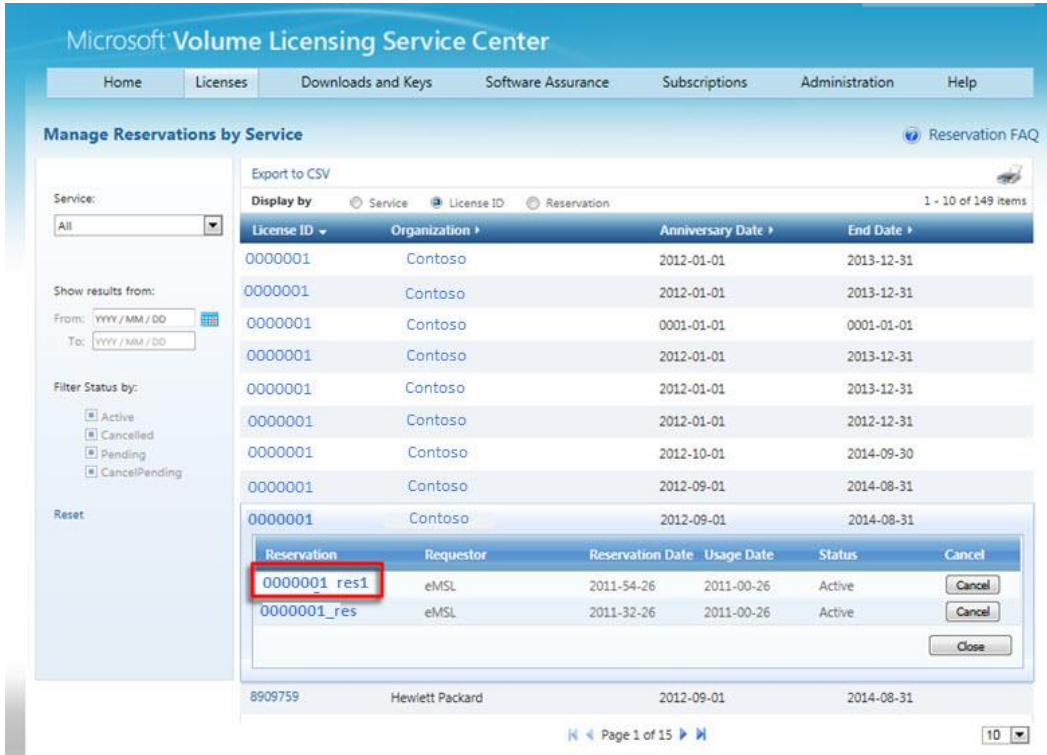 Microsoft Volume Licensing Service Center
Home Licenses Downloads and Keys Software Assurance Subscriptions Administration Help
Manage Reservations by Service
? Reservation FAQ
Export to CSV
Service:
Display by Service License ID Reservation 1 - 10 of 149 items
All
License ID Organization Anniversary Date End Date
0000001 Contoso 2012-01-01 2013-12-31
Show results from:
0000001 Contoso 2012-01-01 2013-12-31
From: YYYY / MM / DD
0000001 Contoso 0001-01-01 0001-01-01
To: YYYY / MM / DD
0000001 Contoso 2012-01-01 2013-12-31
Filter Status by:
0000001 Contoso 2012-01-01 2013-12-31
Active
0000001 Contoso 2012-01-01 2012-12-31
Cancelled
Pending
0000001 Contoso 2012-10-01 2014-09-30
CancelPending
0000001 Contoso 2012-09-01 2014-08-31
Reset
0000001 Contoso 2012-09-01 2014-08-31
Reservation Requestor Reservation Date Usage Date Status Cancel
0000001_res1 eMSL 2011-54-26 2011-00-26 Active Cancel
0000001_res eMSL 2011-32-26 2011-00-26 Active Cancel
Close
8909759 Hewlett Packard 2012-09-01 2014-08-31
Page 1 of 15
10